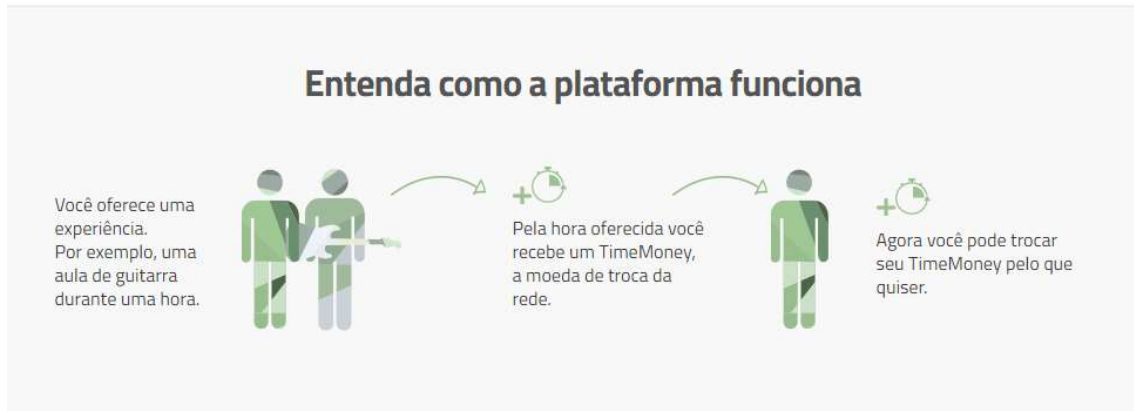 Entenda como a plataforma funciona
Você oferece uma
experiência.
Por exemplo, uma
aula de guitarra
durante uma hora.
Pela hora oferecida você
recebe um TimeMoney,
a moeda de troca da
rede.
Agora você pode trocar
seu TimeMoney pelo que
quiser.